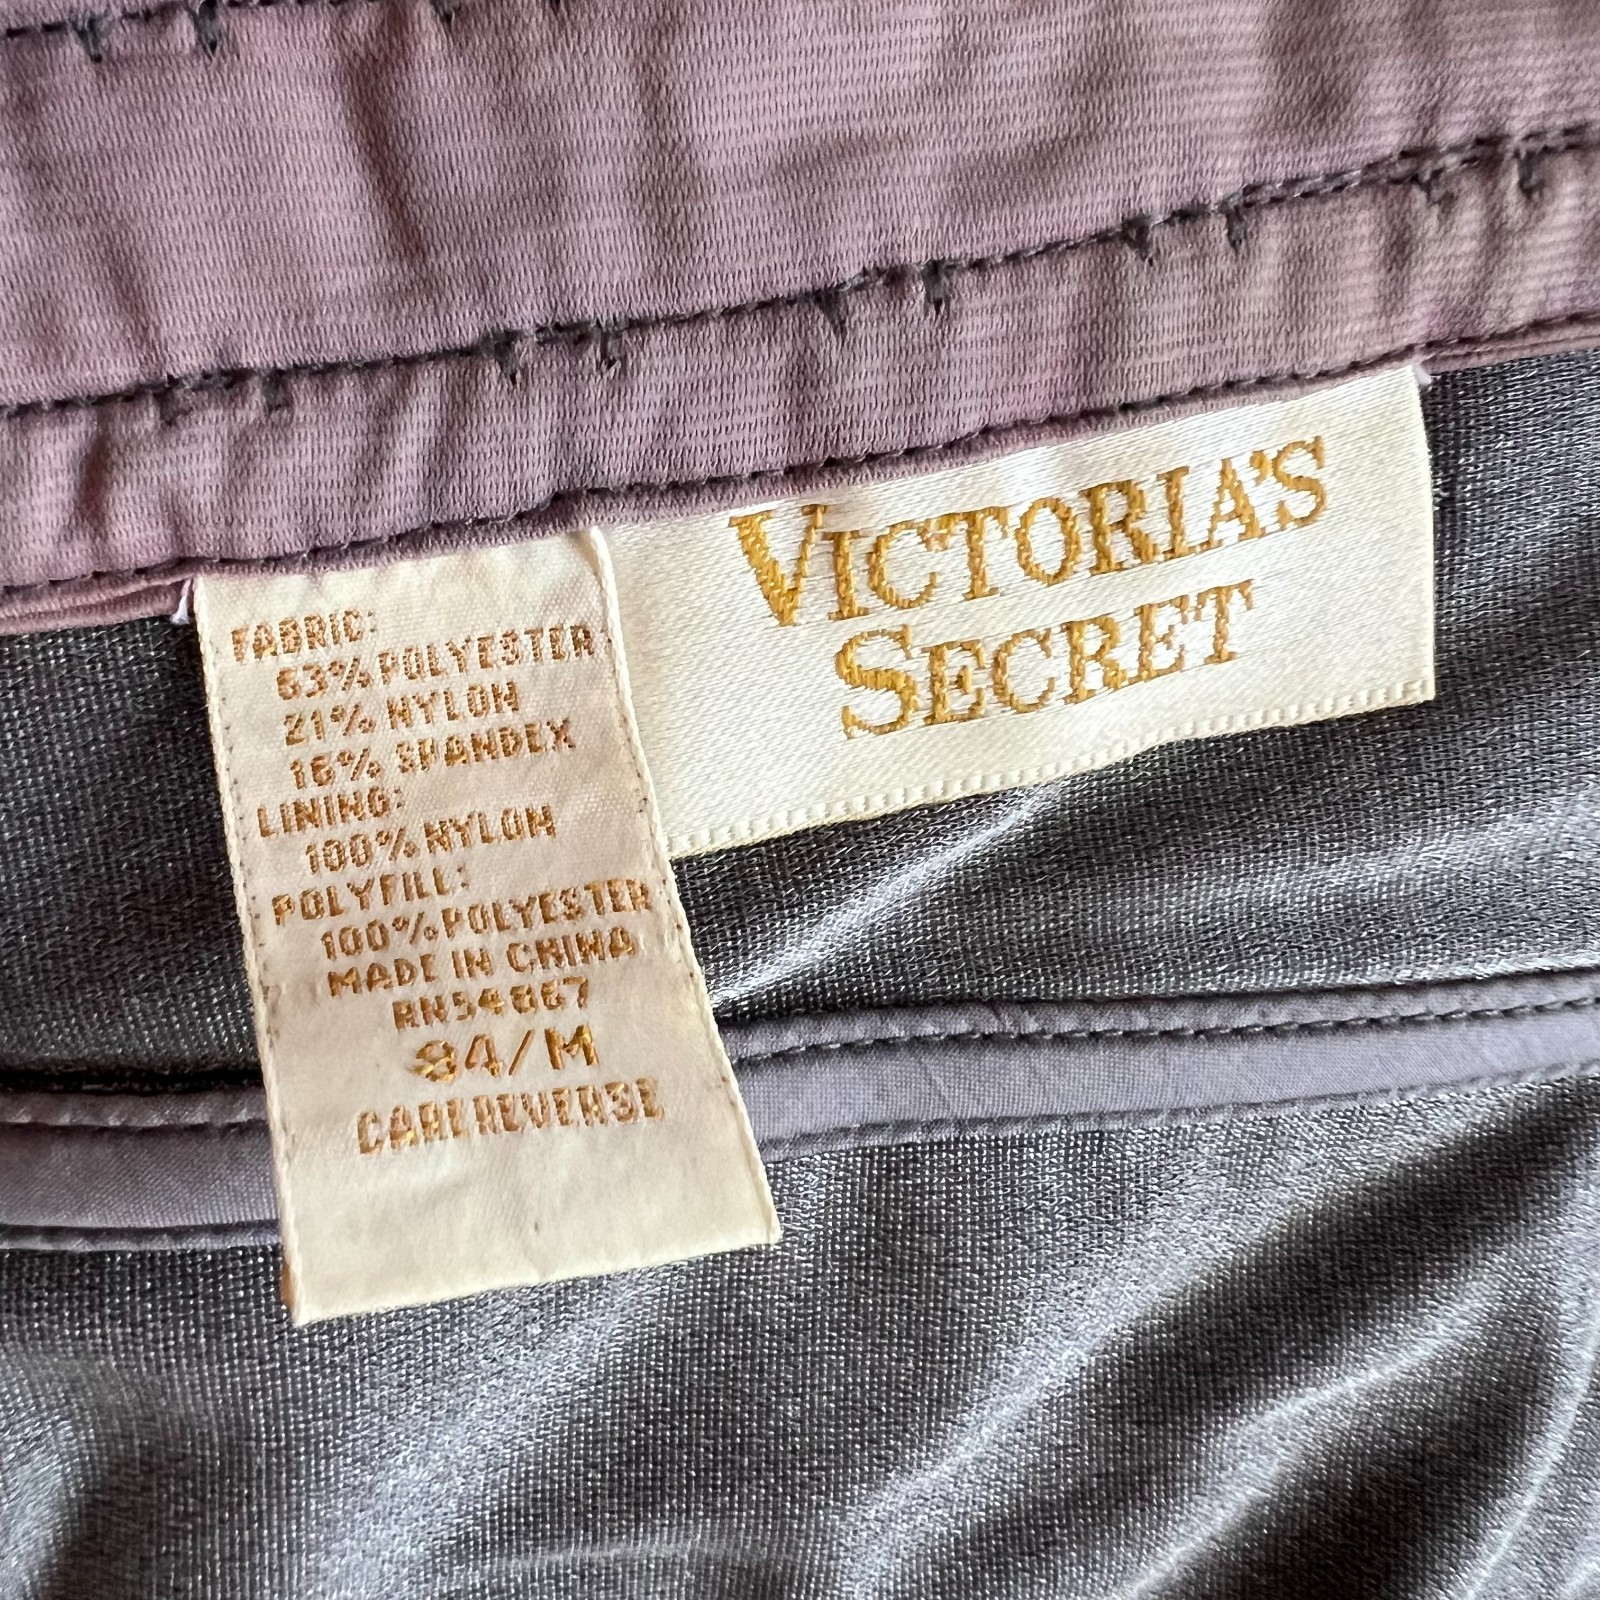 VICTORIA'S
SECRET
FABRIC:
63% POLYESTER
21% NYLON
16% SPANDEX
LINING:
100% NYLON
POLYFILL:
100% POLYESTER
MADE IN CHINA
RN54867
34/M
CARE REVERSE